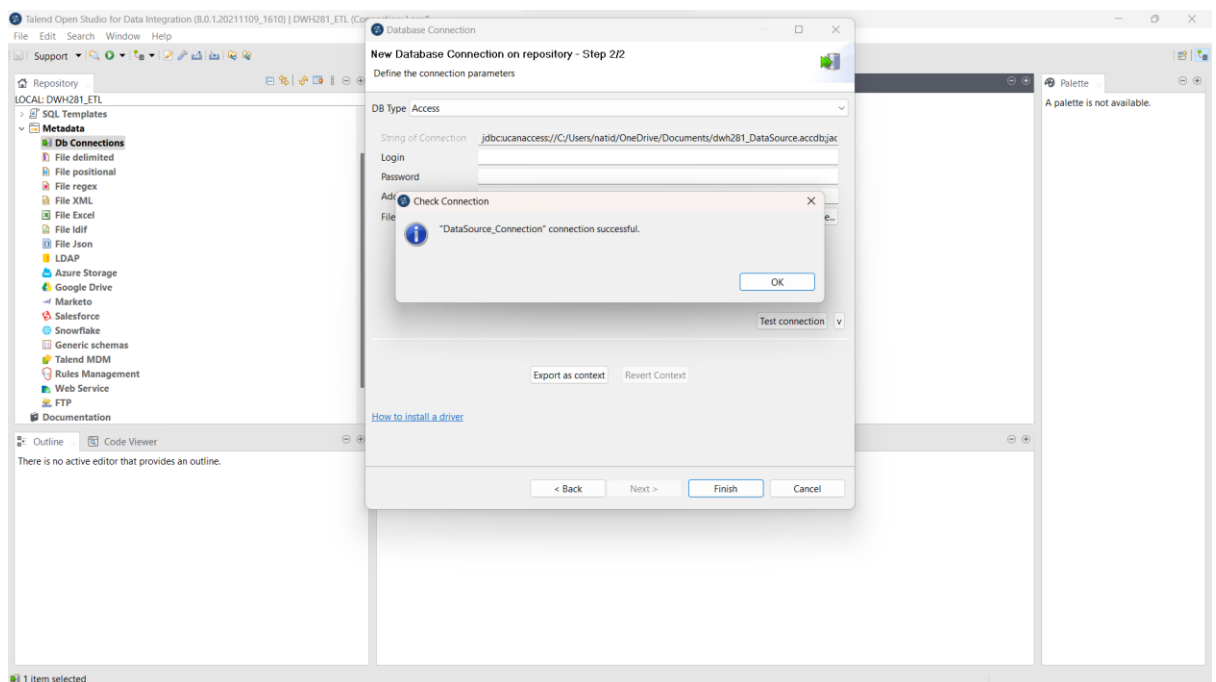 Talend Open Studio for Data Integration (8.0.1.20211109_1610) | DWH281_ETL
File Edit Search Window Help
Support
Repository
LOCAL: DWH281_ETL
SQL Templates
Metadata
Db Connections
File delimited
File positional
File regex
File XML
File Excel
File ldif
File Json
LDAP
Azure Storage
Google Drive
Marketo
Salesforce
Snowflake
Generic schemas
Talend MDM
Rules Management
Web Service
FTP
Documentation
Outline Code Viewer
There is no active editor that provides an outline.
1 item selected
Database Connection
New Database Connection on repository - Step 2/2
Define the connection parameters
DB Type Access
String of Connection jdbc:ucanaccess://C:/Users/natid/OneDrive/Documents/dwh281_DataSource.accdb;jac
Login
Password
File
Check Connection
"DataSource_Connection" connection successful.
OK
Test connection v
Export as context Revert Context
How to install a driver
< Back Next > Finish Cancel
Palette
A palette is not available.